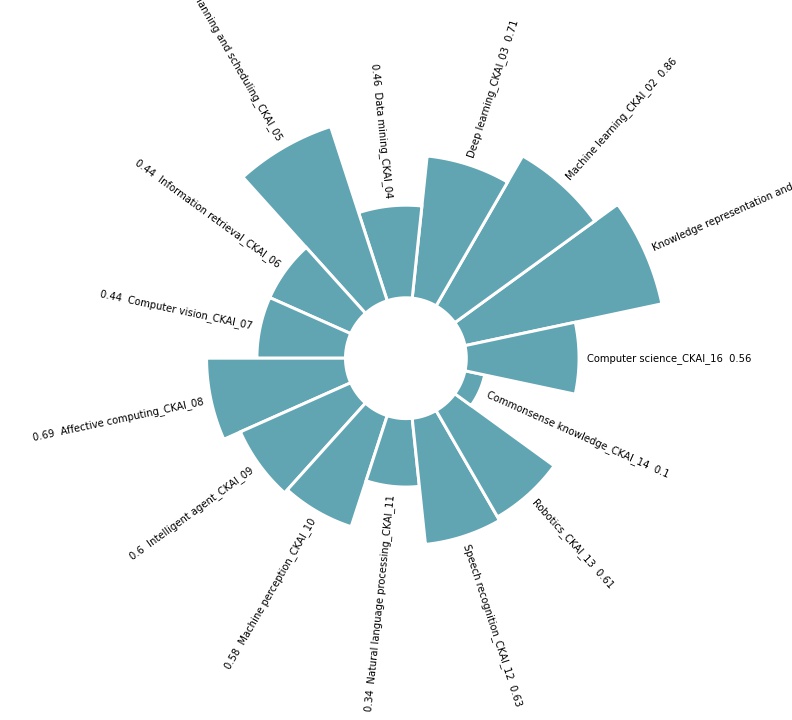 Deep learning_CKAI_03 0.71
Machine learning_CKAI_02 0.86
Knowledge representation and
Computer science_CKAI_16 0.56
Commonsense knowledge_CKAI_14 0.1
Robotics_CKAI_13 0.61
Speech recognition_CKAI_12 0.63
0.34 Natural language processing_CKAI_11
0.58 Machine perception_CKAI_10
0.6 Intelligent agent_CKAI_09
0.69 Affective computing_CKAI_08
0.44 Computer vision_CKAI_07
0.44 Information retrieval_CKAI_06
and scheduling_CKAI_05
0.46 Data mining_CKAI_04